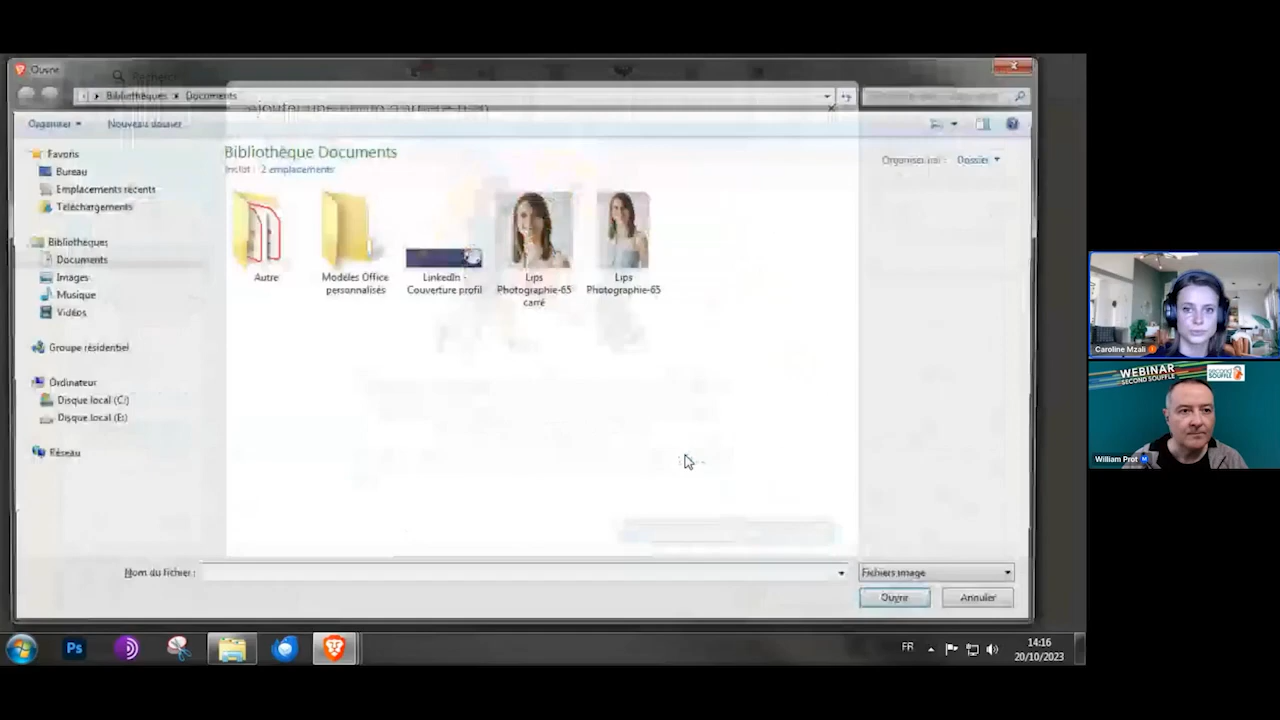 Ouvrir
Bibliothèques ▸ Documents
Organiser
Nouveau dossier
Favoris
Bureau
Emplacements récents
Téléchargements
Bibliothèques
Documents
Images
Musique
Vidéos
Groupe résidentiel
Ordinateur
Disque local (C:)
Disque local (E:)
Réseau
Bibliothèque Documents
2 emplacements
Organiser par :
Dossier
Autre
Modèles Office
personnalisés
LinkedIn -
Couverture profil
Lips
Photographie-65
carré
Lips
Photographie-65
Nom du fichier :
Fichiers image
Ouvrir
Annuler
Ps
FR
14:16
20/10/2023
Caroline Mzali
WEBINAR
SECOND SOUFFLE
William Prot